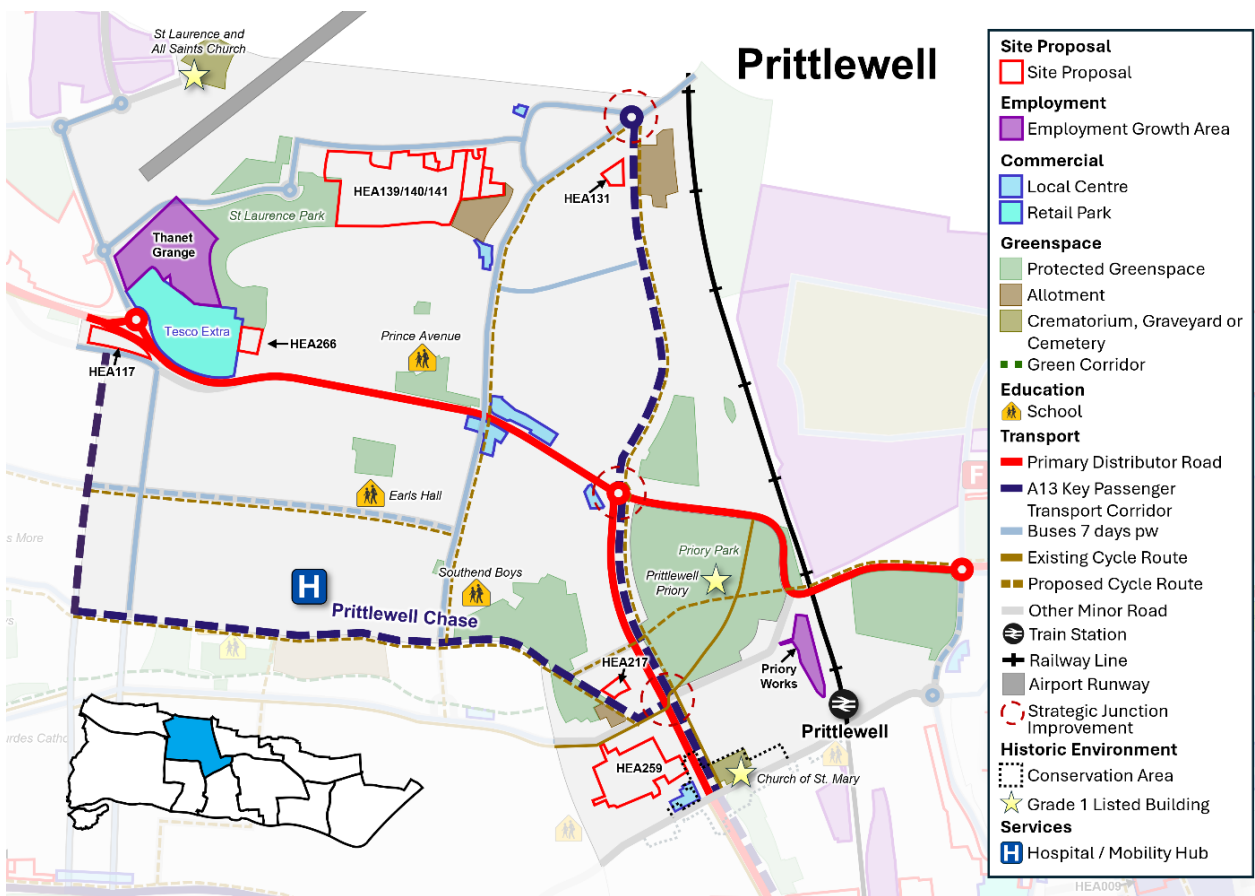 St Laurence and
All Saints Church
Prittlewell
HEA139/140/141
HEA131
St Laurence Park
Thanet
Grange
Tesco Extra
HEA266
Prince Avenue
HEA117
Earls Hall
s More
F
Priory Park
Prittlewell
Priory
Southend Boys
H
Prittlewell Chase
HEA217
Priory
Works
Prittlewell
urdes Catho
HEA259
Church of St. Mary
HEA009
Site Proposal
Site Proposal
Employment
Employment Growth Area
Commercial
Local Centre
Retail Park
Greenspace
Protected Greenspace
Allotment
Crematorium, Graveyard or
Cemetery
Green Corridor
Education
School
Transport
Primary Distributor Road
A13 Key Passenger
Transport Corridor
Buses 7 days pw
Existing Cycle Route
Proposed Cycle Route
Other Minor Road
Train Station
Railway Line
Airport Runway
Strategic Junction
Improvement
Historic Environment
Conservation Area
Grade 1 Listed Building
Services
H
Hospital / Mobility Hub